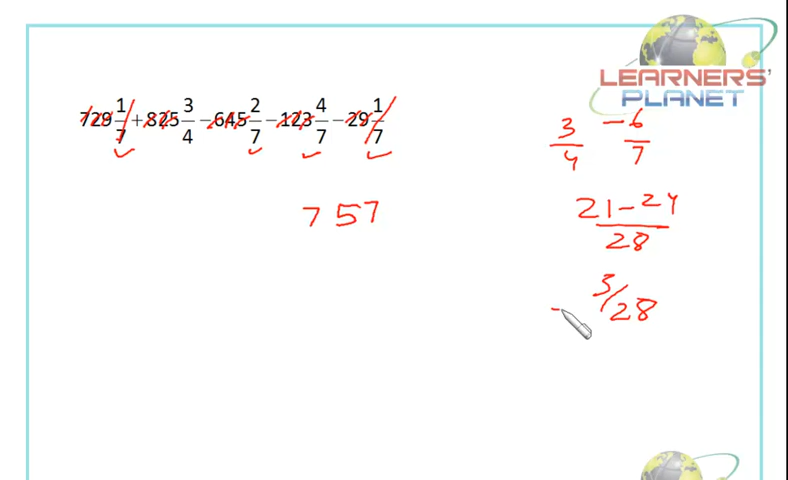 LEARNERS'
PLANET
729 1/7 + 825 3/4 − 645 2/7 − 123 4/7 − 29 1/7
3/4 − 6/7
757
21 − 24
28
- 3/28